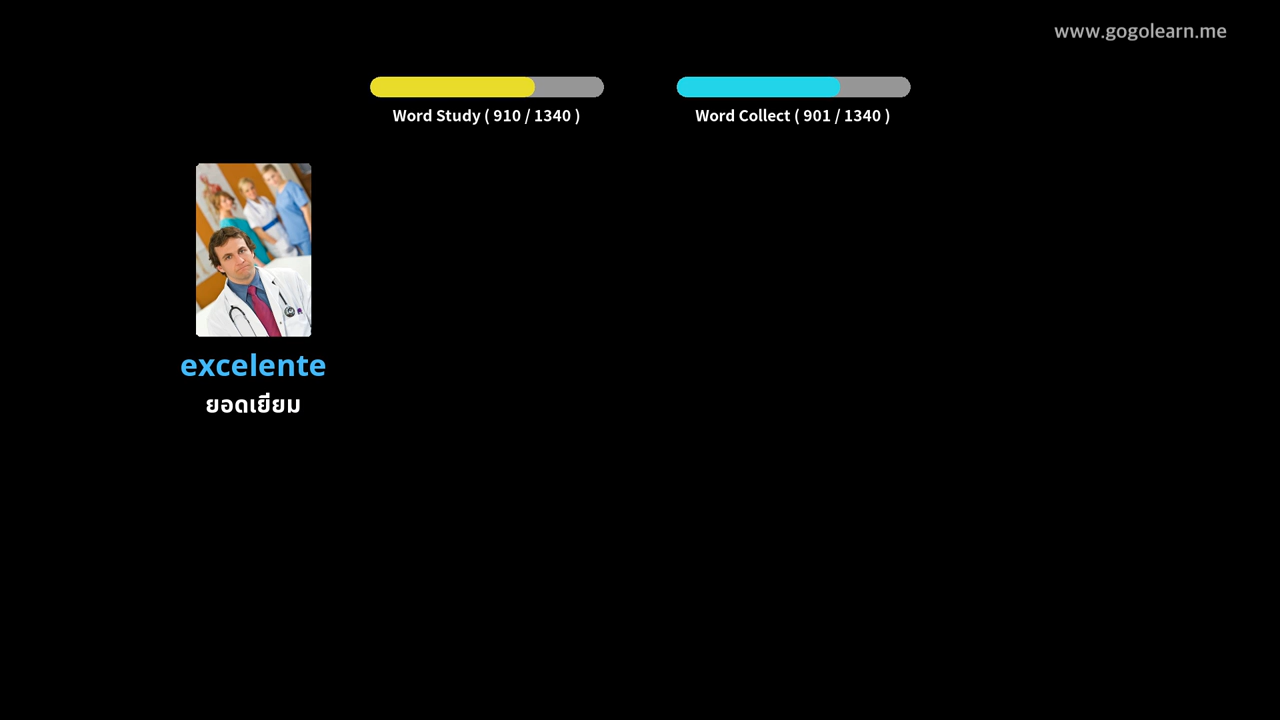 www.gogolearn.me
Word Study ( 910 / 1340 )
Word Collect ( 901 / 1340 )
excelente
ยอดเยี่ยม